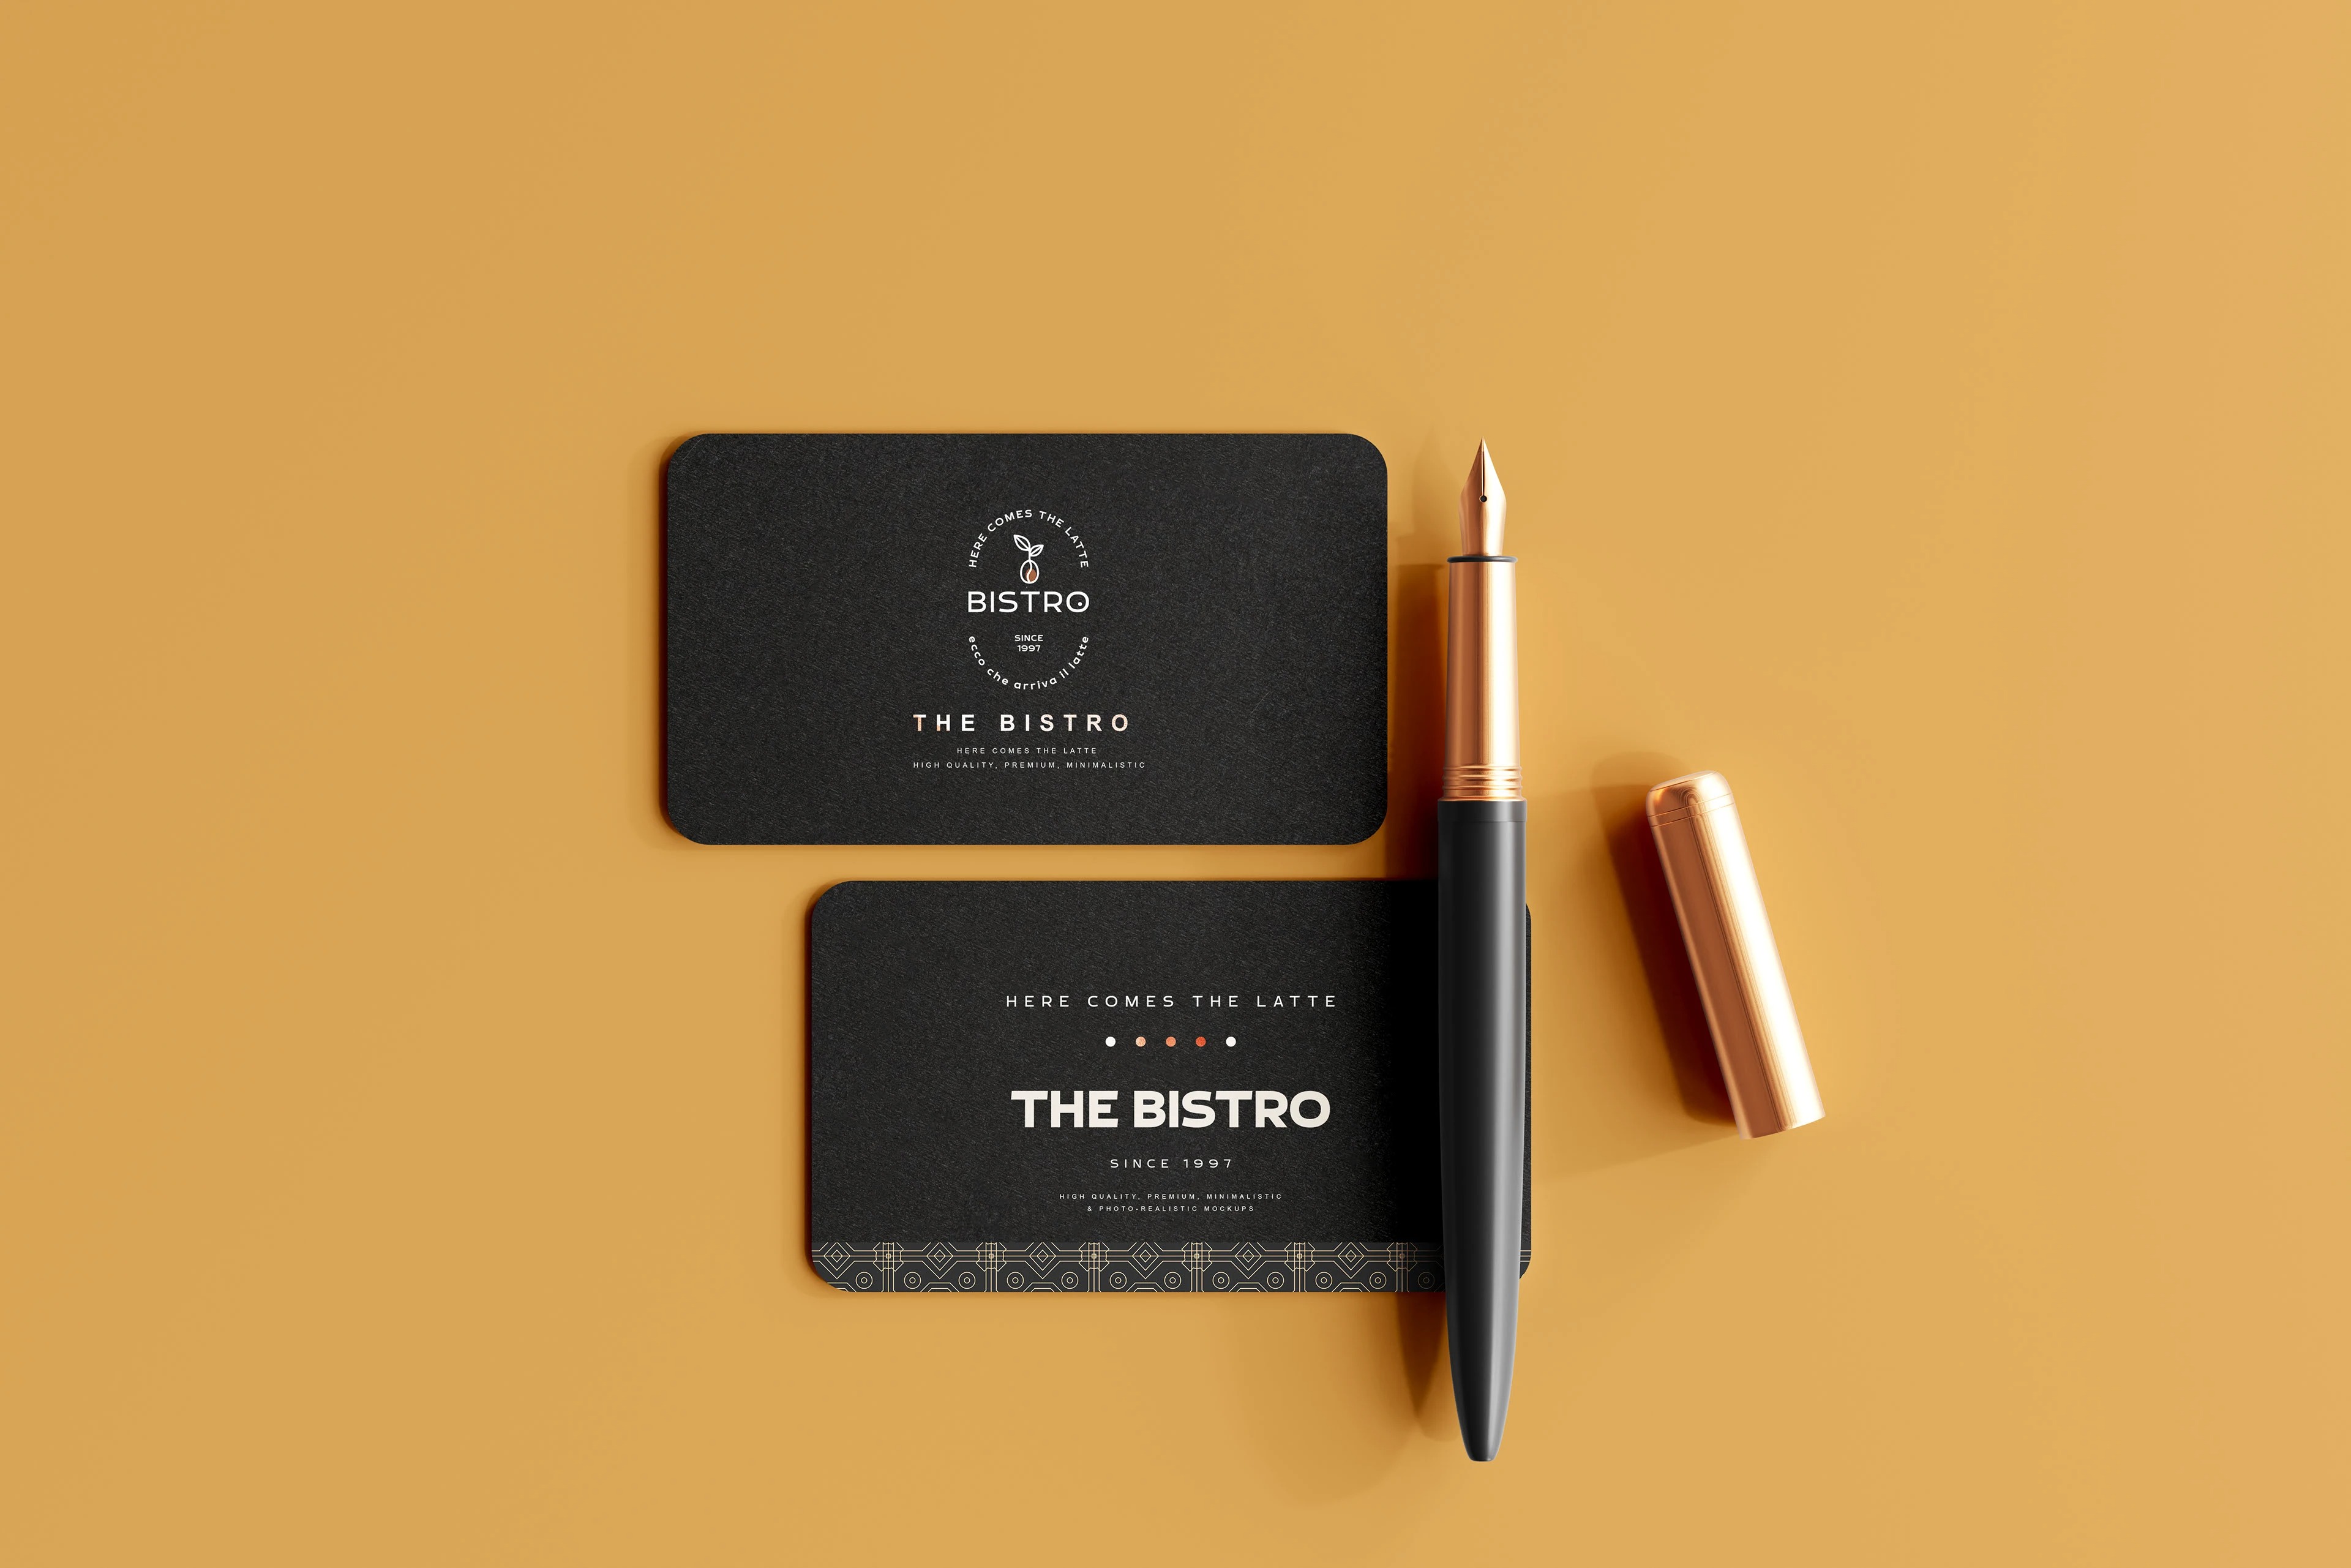 HERE COMES THE LATTE
BISTRO
SINCE
1997
ecco che arriva il latte
THE BISTRO
HERE COMES THE LATTE
HIGH QUALITY, PREMIUM, MINIMALISTIC
HERE COMES THE LATTE
THE BISTRO
SINCE 1997
HIGH QUALITY, PREMIUM, MINIMALISTIC
& PHOTO-REALISTIC MOCKUPS